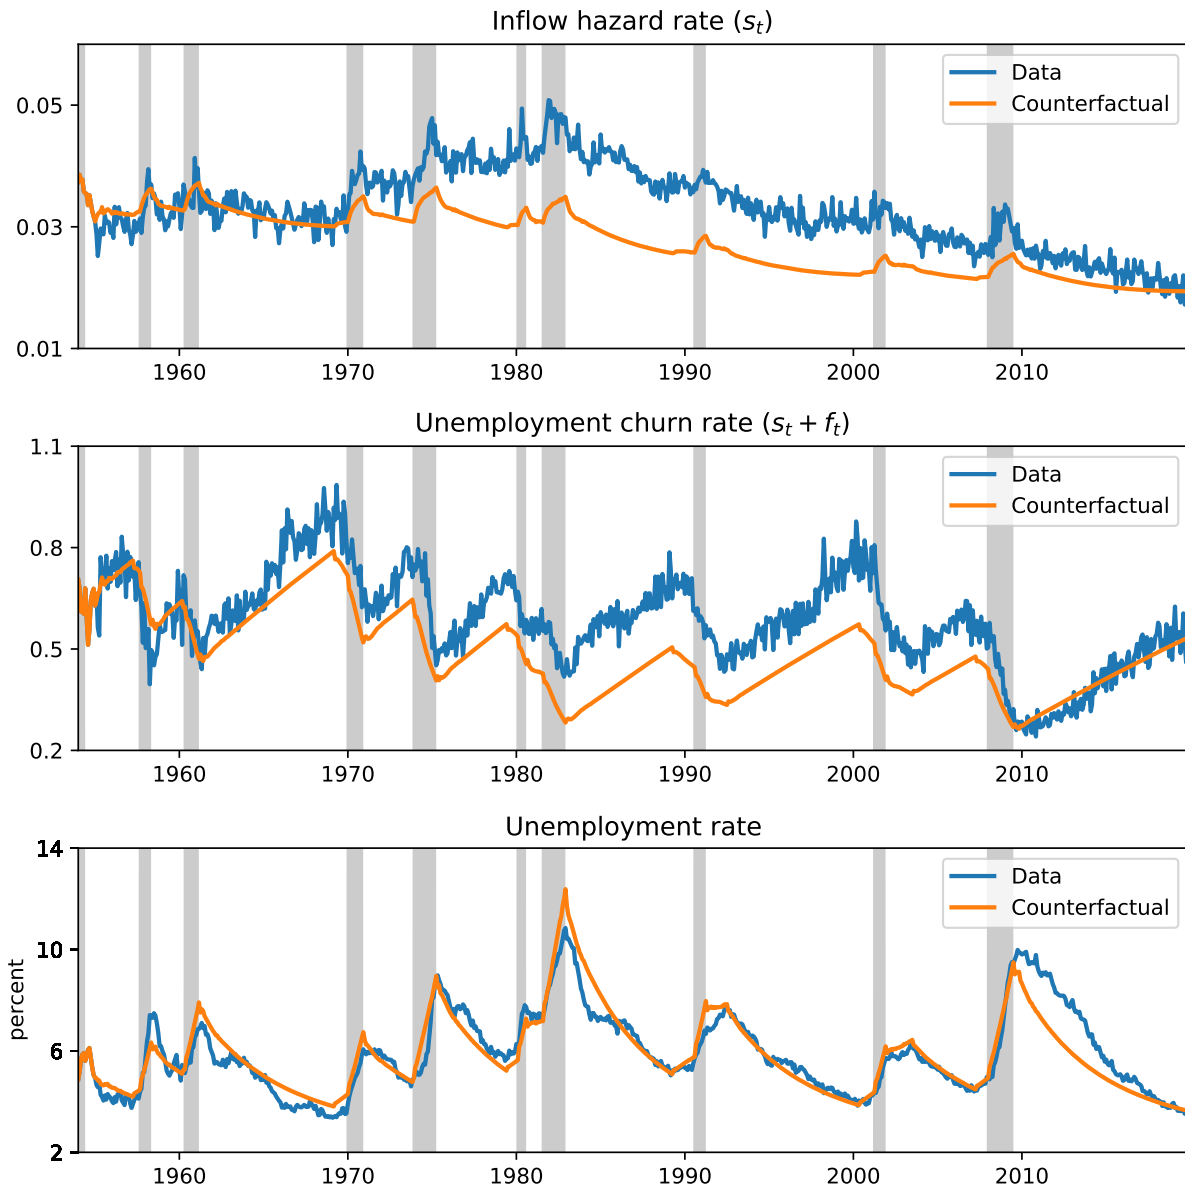 Inflow hazard rate (s_t)
Data
Counterfactual
0.05
0.03
0.01
1960 1970 1980 1990 2000 2010
Unemployment churn rate (s_t + f_t)
Data
Counterfactual
1.1
0.8
0.5
0.2
1960 1970 1980 1990 2000 2010
Unemployment rate
Data
Counterfactual
percent
14
10
6
2
1960 1970 1980 1990 2000 2010